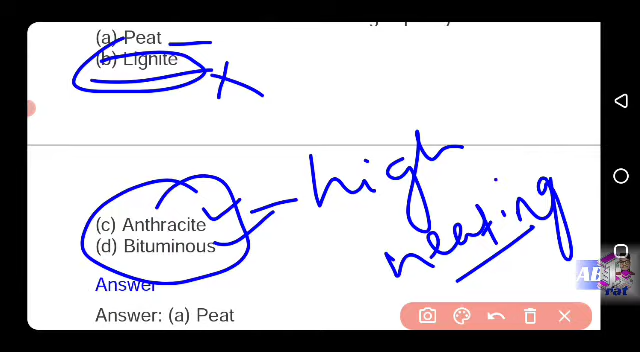 (a) Peat
(b) Lignite
high
(c) Anthracite
(d) Bituminous
heating
Answer
Answer: (a) Peat